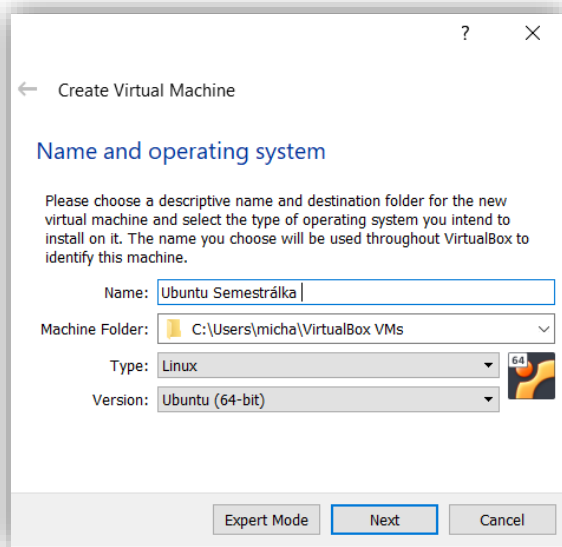 ?
Create Virtual Machine
Name and operating system
Please choose a descriptive name and destination folder for the new
virtual machine and select the type of operating system you intend to
install on it. The name you choose will be used throughout VirtualBox to
identify this machine.
Name: Ubuntu Semestrálka
Machine Folder: C:\Users\micha\VirtualBox VMs
Type: Linux
64
Version: Ubuntu (64-bit)
Expert Mode Next Cancel